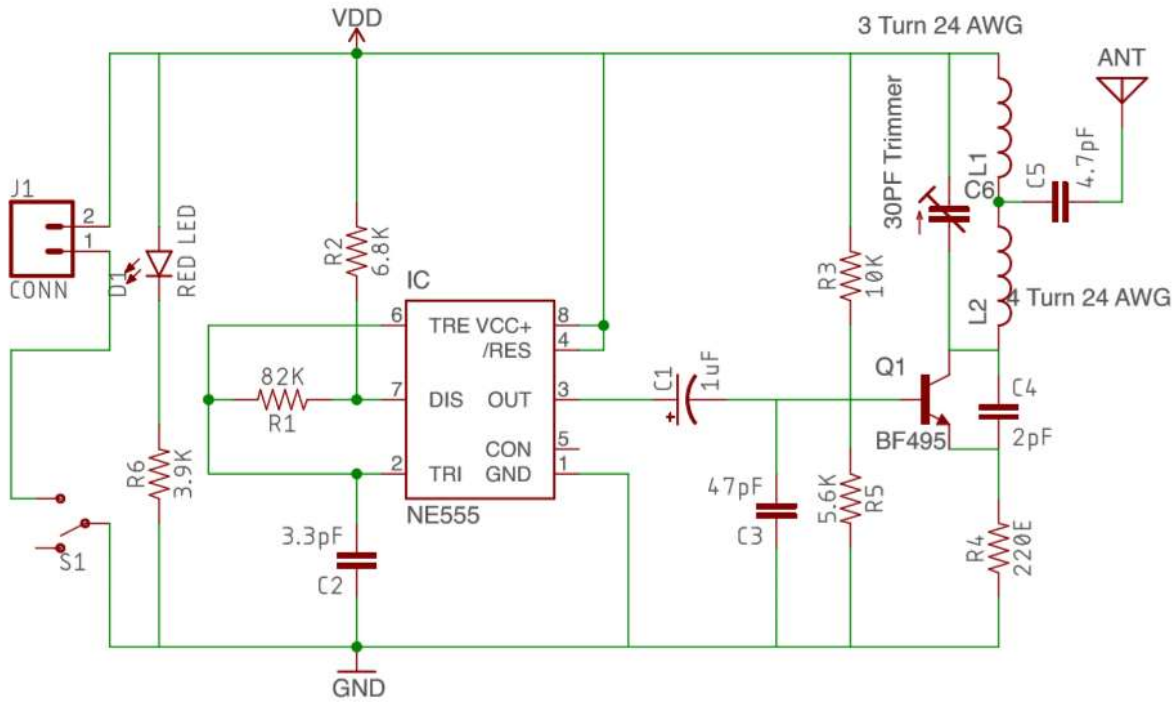 VDD
3 Turn 24 AWG
ANT
J1
2
1
CONN
D1
RED LED
R2
6.8K
30PF Trimmer
L1
C6
C5
4.7pF
IC
6
TRE
VCC+
8
/RES
4
82K
R1
7
DIS
OUT
3
C1
1uF
+
R3
10K
L2
4 Turn 24 AWG
Q1
BF495
C4
2pF
CON
5
2
TRI
GND
1
NE555
R6
3.9K
S1
3.3pF
C2
47pF
C3
5.6K
R5
R4
220E
GND